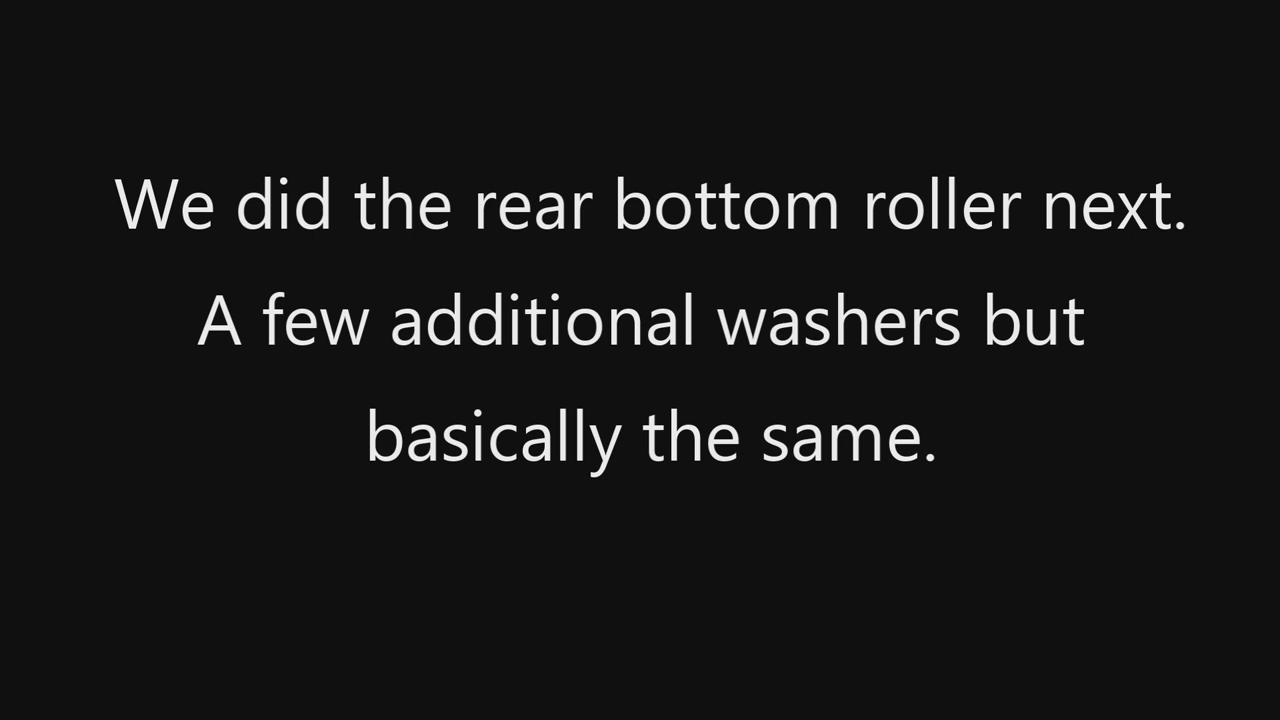 We did the rear bottom roller next.
A few additional washers but
basically the same.